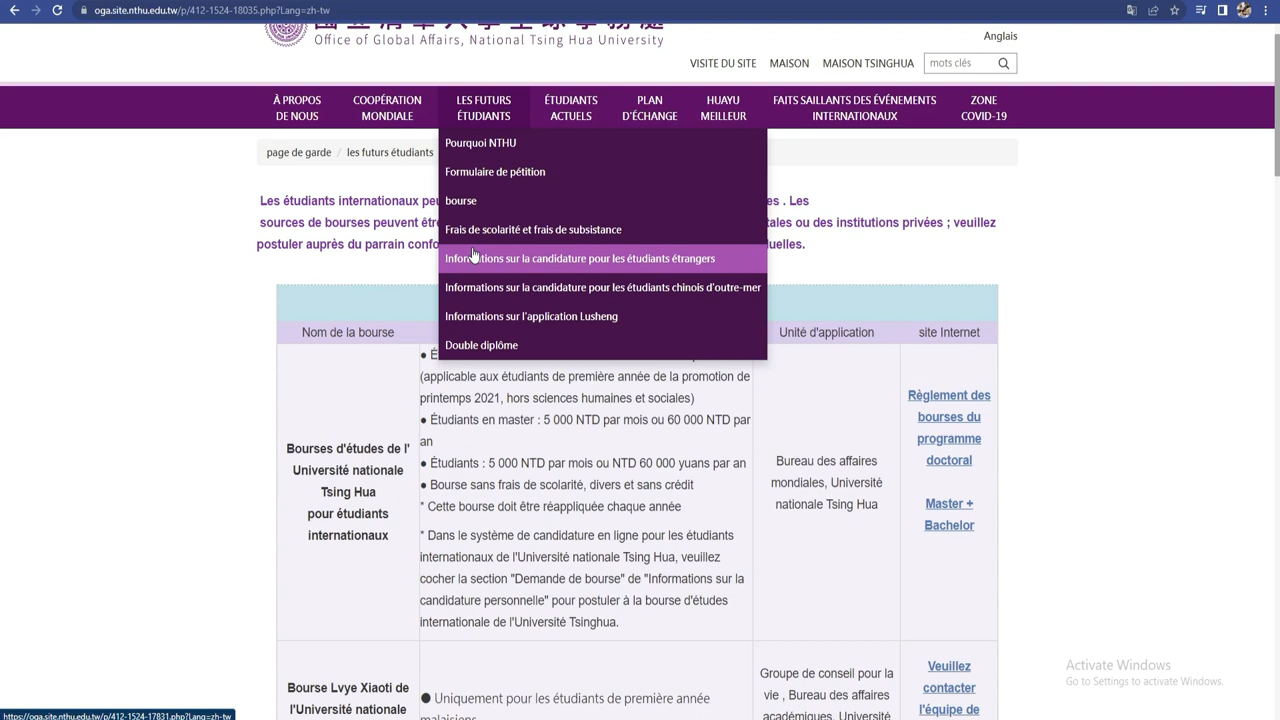 oga.site.nthu.edu.tw/p/412-1524-18035.php?Lang=zh-tw
國立清華大學全球事務處
Office of Global Affairs, National Tsing Hua University
Anglais
VISITE DU SITE MAISON MAISON TSINGHUA mots clés
À PROPOS DE NOUS
COOPÉRATION MONDIALE
LES FUTURS ÉTUDIANTS
ÉTUDIANTS ACTUELS
PLAN D'ÉCHANGE
HUAYU MEILLEUR
FAITS SAILLANTS DES ÉVÉNEMENTS INTERNATIONAUX
ZONE COVID-19
Pourquoi NTHU
Formulaire de pétition
bourse
Frais de scolarité et frais de subsistance
Informations sur la candidature pour les étudiants étrangers
Informations sur la candidature pour les étudiants chinois d'outre-mer
Informations sur l'application Lusheng
Double diplôme
page de garde / les futurs étudiants
Les étudiants internationaux es . Les
sources de bourses peuvent tales ou des institutions privées ; veuillez
postuler auprès du parrain
Nom de la bourse Unité d'application site Internet
Bourses d'études de l'
Université nationale
Tsing Hua
pour étudiants
internationaux
(applicable aux étudiants de première année de la promotion de
printemps 2021, hors sciences humaines et sociales)
● Étudiants en master : 5 000 NTD par mois ou 60 000 NTD par
an
● Étudiants : 5 000 NTD par mois ou NTD 60 000 yuans par an
● Bourse sans frais de scolarité, divers et sans crédit
* Cette bourse doit être réappliquée chaque année
* Dans le système de candidature en ligne pour les étudiants
internationaux de l'Université nationale Tsing Hua, veuillez
cocher la section "Demande de bourse" de "Informations sur la
candidature personnelle" pour postuler à la bourse d'études
internationale de l'Université Tsinghua.
Bureau des affaires
mondiales, Université
nationale Tsing Hua
Règlement des
bourses du
programme
doctoral
Master +
Bachelor
Bourse Lvye Xiaoti de
l'Université nationale
● Uniquement pour les étudiants de première année
malaisiens
Groupe de conseil pour la
vie , Bureau des affaires
académiques, Université
Veuillez
contacter
l'équipe de
Activate Windows
Go to Settings to activate Windows.
https://oga.site.nthu.edu.tw/p/412-1524-17831.php?Lang=zh-tw